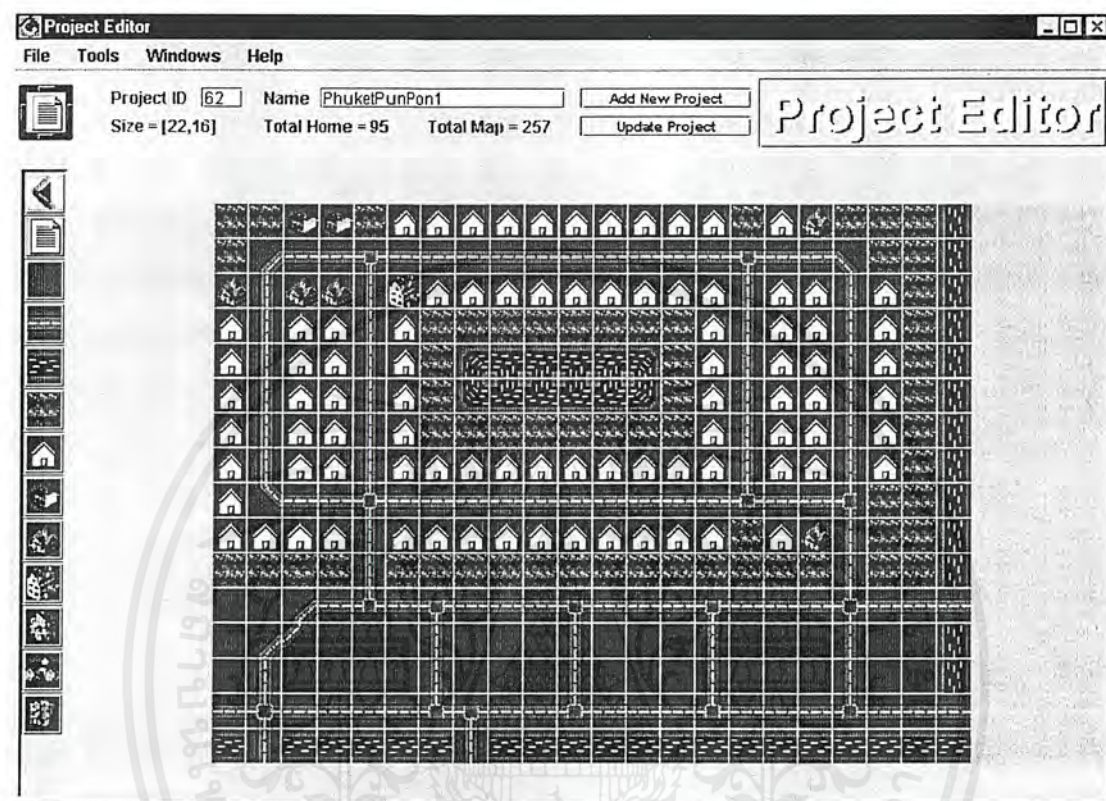 Project Editor
File Tools Windows Help
Project ID 62 Name PhuketPunPon1 Add New Project
Size = [22,16] Total Home = 95 Total Map = 257 Update Project
Project Editor